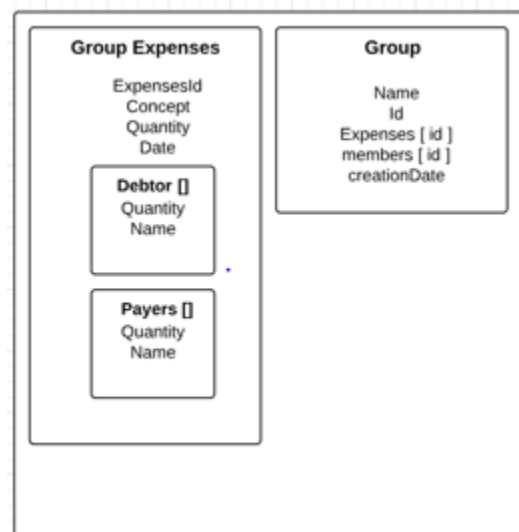 Group Expenses
ExpensesId
Concept
Quantity
Date
Debtor []
Quantity
Name
Payers []
Quantity
Name
Group
Name
Id
Expenses [ id ]
members [ id ]
creationDate